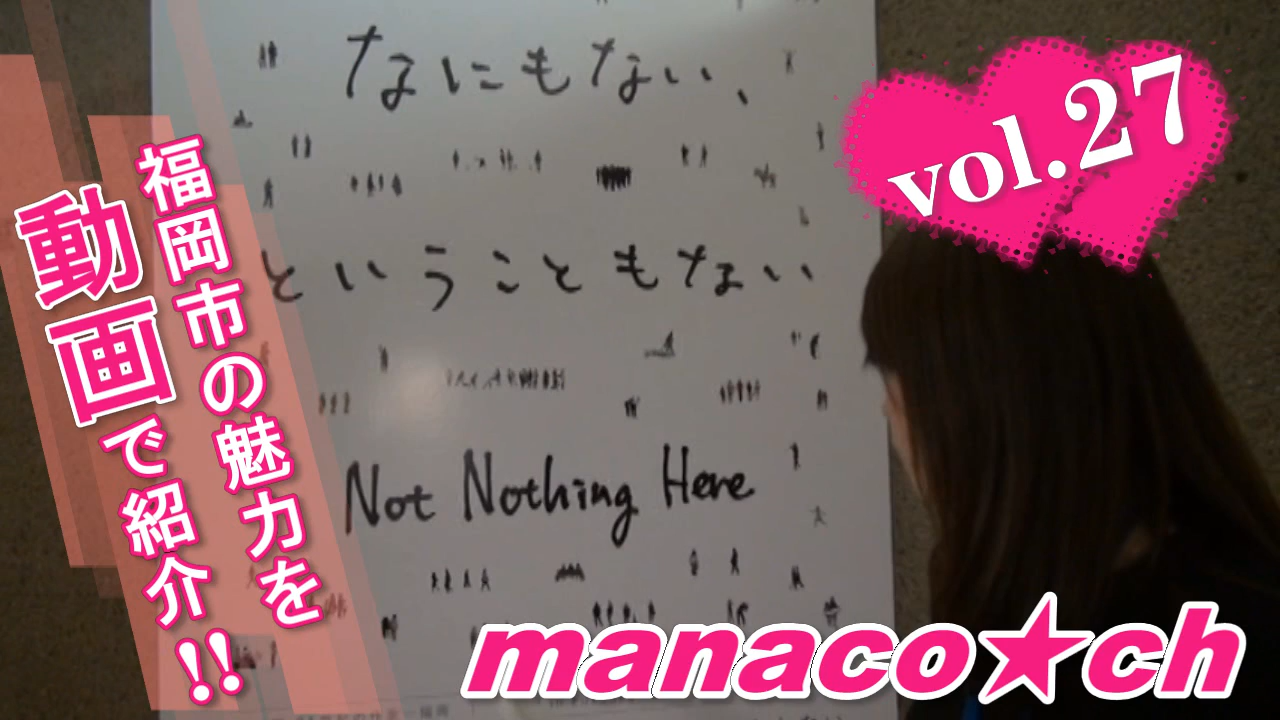 福岡市の魅力を
動画で紹介!!
なにもない、
ということもない
Not Nothing Here
vol.27
manaco★ch